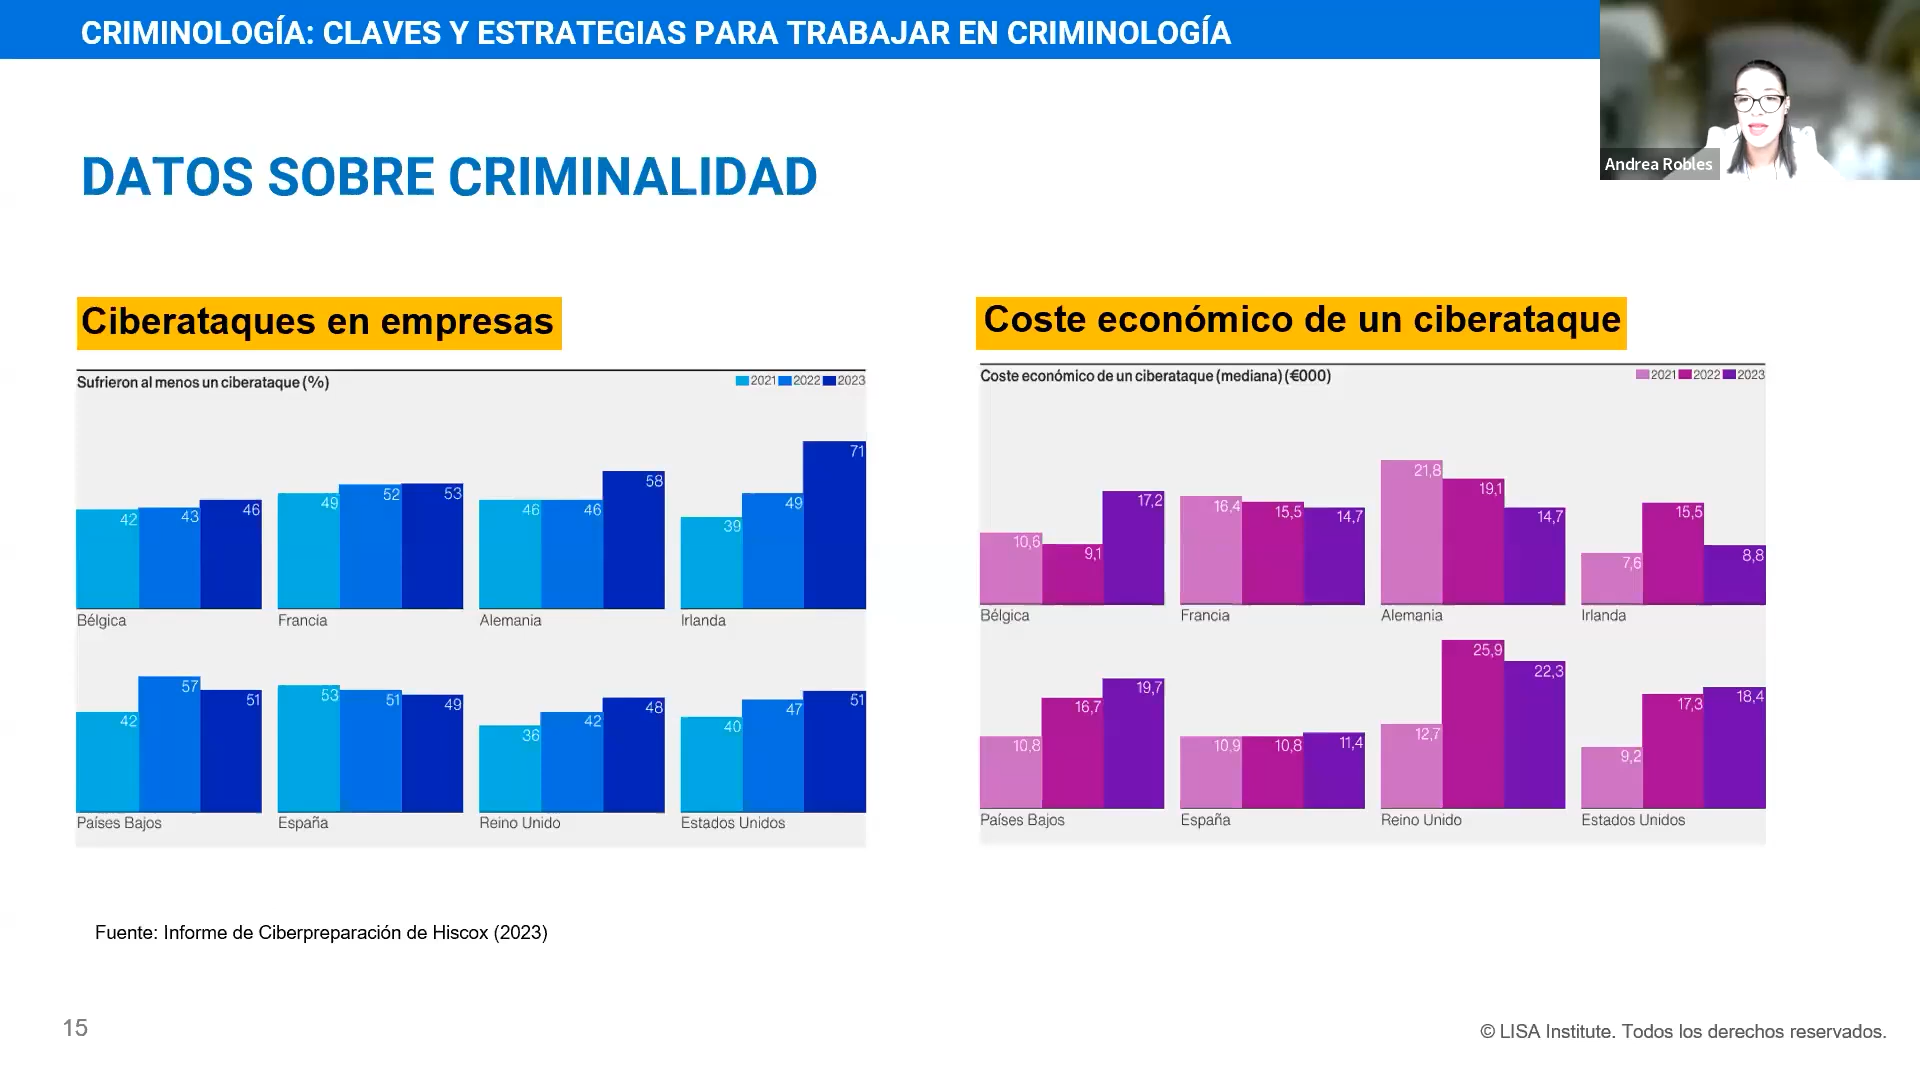 CRIMINOLOGÍA: CLAVES Y ESTRATEGIAS PARA TRABAJAR EN CRIMINOLOGÍA
Andrea Robles
DATOS SOBRE CRIMINALIDAD
Ciberataques en empresas
Sufrieron al menos un ciberataque (%)
2021 2022 2023
42 43 46
49 52 53
46 46 58
39 49 71
Bélgica Francia Alemania Irlanda
42 57 51
53 51 49
36 42 48
40 47 51
Países Bajos España Reino Unido Estados Unidos
Coste económico de un ciberataque
Coste económico de un ciberataque (mediana) (€000)
2021 2022 2023
10,6 9,1 17,2
16,4 15,5 14,7
21,8 19,1 14,7
7,6 15,5 8,8
Bélgica Francia Alemania Irlanda
10,8 16,7 19,7
10,9 10,8 11,4
12,7 25,9 22,3
9,2 17,3 18,4
Países Bajos España Reino Unido Estados Unidos
Fuente: Informe de Ciberpreparación de Hiscox (2023)
15
© LISA Institute. Todos los derechos reservados.